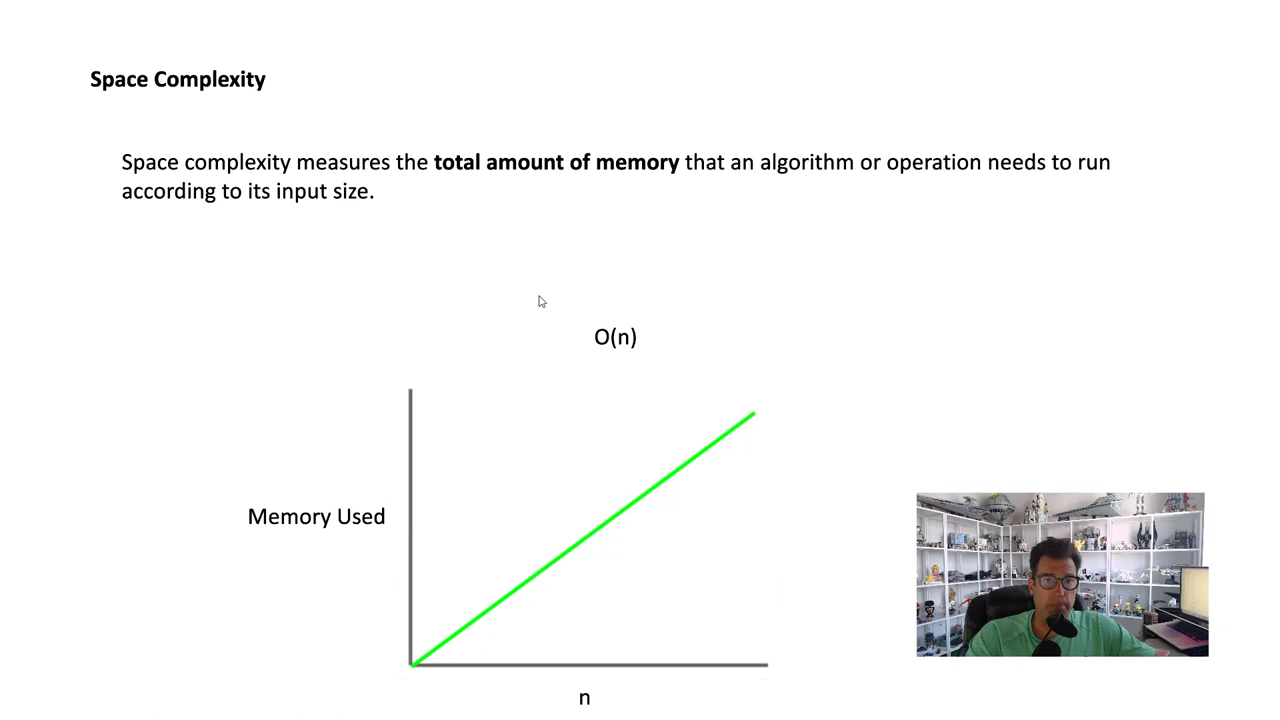 Space Complexity
Space complexity measures the total amount of memory that an algorithm or operation needs to run
according to its input size.
O(n)
Memory Used
n